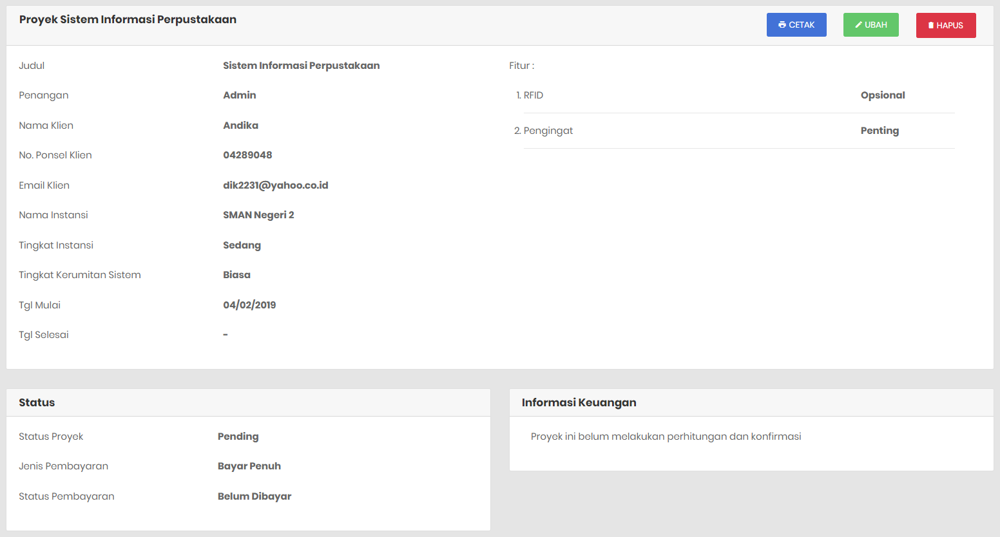 Proyek Sistem Informasi Perpustakaan
CETAK
UBAH
HAPUS
Judul Sistem Informasi Perpustakaan
Penangan Admin
Nama Klien Andika
No. Ponsel Klien 04289048
Email Klien dik2231@yahoo.co.id
Nama Instansi SMAN Negeri 2
Tingkat Instansi Sedang
Tingkat Kerumitan Sistem Biasa
Tgl Mulai 04/02/2019
Tgl Selesai -
Fitur :
1. RFID Opsional
2. Pengingat Penting
Status
Status Proyek Pending
Jenis Pembayaran Bayar Penuh
Status Pembayaran Belum Dibayar
Informasi Keuangan
Proyek ini belum melakukan perhitungan dan konfirmasi